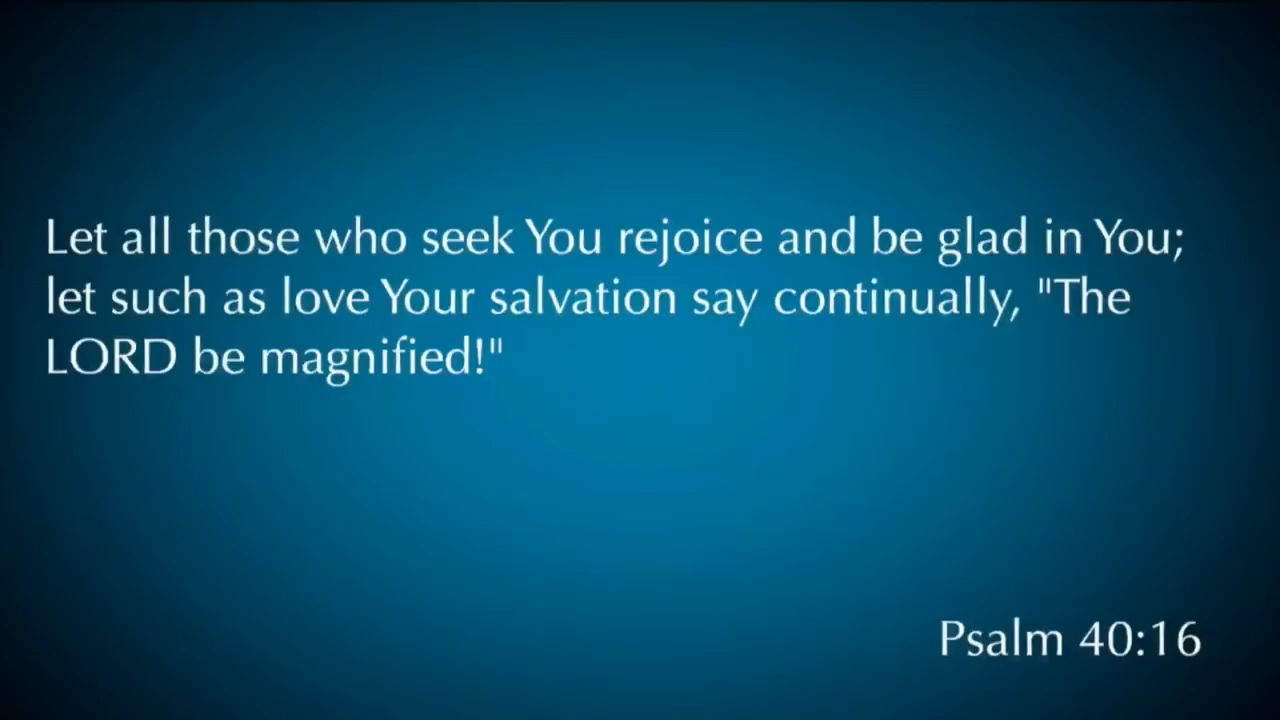 Let all those who seek You rejoice and be glad in You;
let such as love Your salvation say continually, "The
LORD be magnified!"
Psalm 40:16